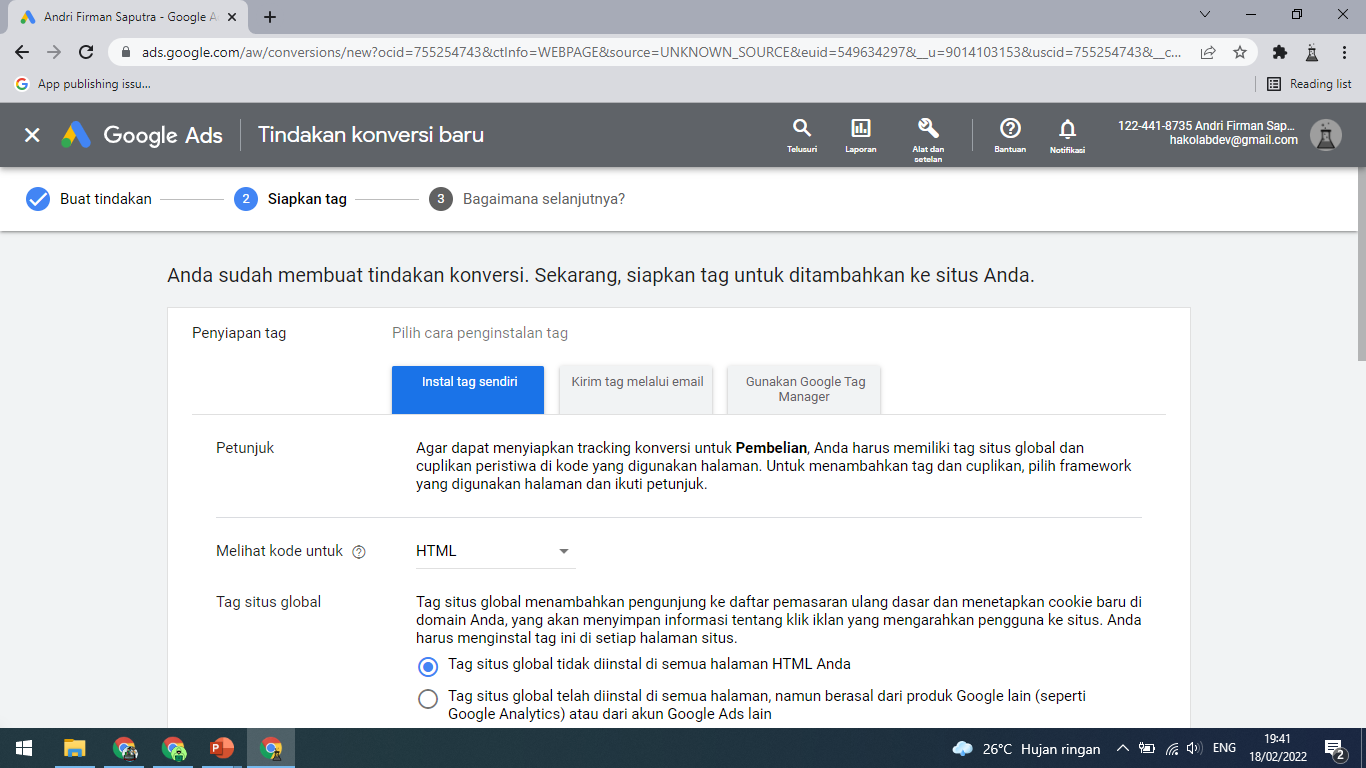 Andri Firman Saputra - Google A
ads.google.com/aw/conversions/new?ocid=755254743&ctInfo=WEBPAGE&source=UNKNOWN_SOURCE&euid=549634297&__u=9014103153&uscid=755254743&__c...
App publishing issu...
Reading list
Google Ads
Tindakan konversi baru
Telusuri
Laporan
Alat dan
setelan
Bantuan
Notifikasi
122-441-8735 Andri Firman Sap...
hakolabdev@gmail.com
Buat tindakan
2 Siapkan tag
3 Bagaimana selanjutnya?
Anda sudah membuat tindakan konversi. Sekarang, siapkan tag untuk ditambahkan ke situs Anda.
Penyiapan tag
Pilih cara penginstalan tag
Instal tag sendiri
Kirim tag melalui email
Gunakan Google Tag
Manager
Petunjuk
Agar dapat menyiapkan tracking konversi untuk Pembelian, Anda harus memiliki tag situs global dan
cuplikan peristiwa di kode yang digunakan halaman. Untuk menambahkan tag dan cuplikan, pilih framework
yang digunakan halaman dan ikuti petunjuk.
Melihat kode untuk ?
HTML
Tag situs global
Tag situs global menambahkan pengunjung ke daftar pemasaran ulang dasar dan menetapkan cookie baru di
domain Anda, yang akan menyimpan informasi tentang klik iklan yang mengarahkan pengguna ke situs. Anda
harus menginstal tag ini di setiap halaman situs.
Tag situs global tidak diinstal di semua halaman HTML Anda
Tag situs global telah diinstal di semua halaman, namun berasal dari produk Google lain (seperti
Google Analytics) atau dari akun Google Ads lain
26°C Hujan ringan
ENG
19:41
18/02/2022
2